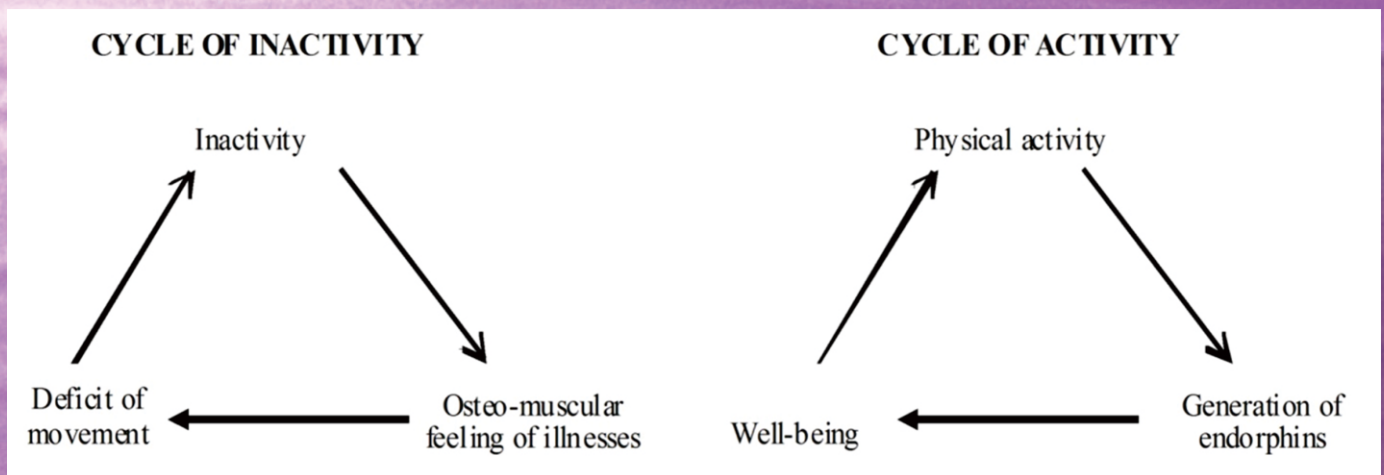 CYCLE OF INACTIVITY
Inactivity
Osteo-muscular
feeling of illnesses
Deficit of
movement
CYCLE OF ACTIVITY
Physical activity
Generation of
endorphins
Well-being